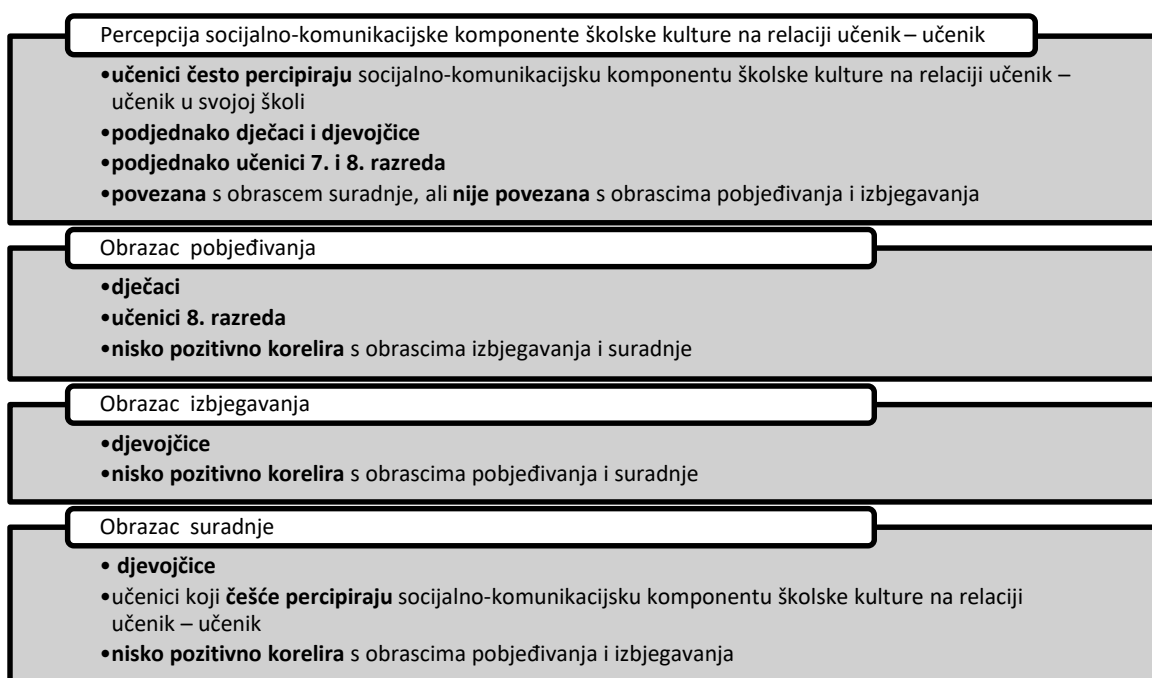 Percepcija socijalno-komunikacijske komponente školske kulture na relaciji učenik – učenik
•učenici često percipiraju socijalno-komunikacijsku komponentu školske kulture na relaciji učenik –
učenik u svojoj školi
•podjednako dječaci i djevojčice
•podjednako učenici 7. i 8. razreda
•povezana s obrascem suradnje, ali nije povezana s obrascima pobjeđivanja i izbjegavanja
Obrazac pobjeđivanja
•dječaci
•učenici 8. razreda
•nisko pozitivno korelira s obrascima izbjegavanja i suradnje
Obrazac izbjegavanja
•djevojčice
•nisko pozitivno korelira s obrascima pobjeđivanja i suradnje
Obrazac suradnje
• djevojčice
•učenici koji češće percipiraju socijalno-komunikacijsku komponentu školske kulture na relaciji
učenik – učenik
•nisko pozitivno korelira s obrascima pobjeđivanja i izbjegavanja